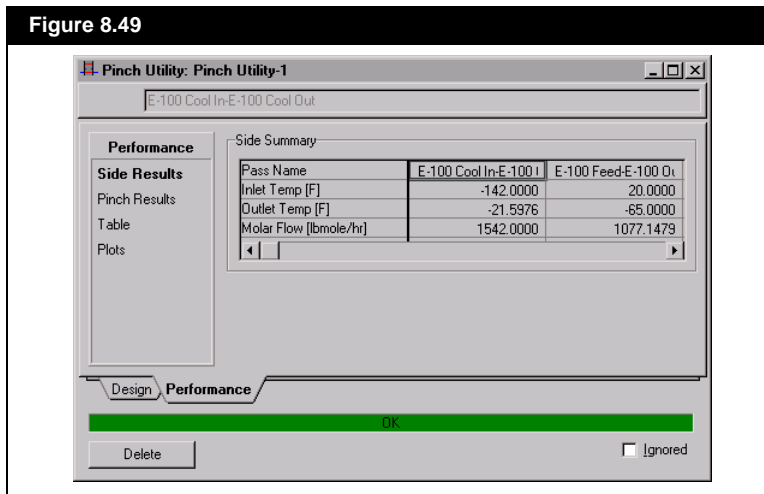 Figure 8.49
Pinch Utility: Pinch Utility-1
E-100 Cool In-E-100 Cool Out
Performance
Side Results
Pinch Results
Table
Plots
Side Summary
Pass Name E-100 Cool In-E-100 E-100 Feed-E-100 Ou
Inlet Temp [F] -142.0000 20.0000
Outlet Temp [F] -21.5976 -65.0000
Molar Flow [lbmole/hr] 1542.0000 1077.1479
Design Performance
OK
Delete Ignored